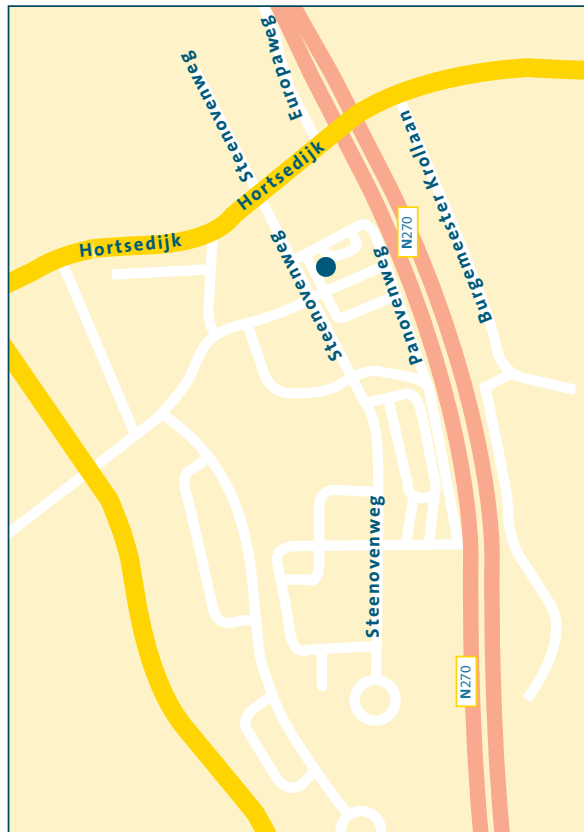 Europaweg
Steenovenweg
Hortsedijk
Burgemeester Krollaan
Hortsedijk
N270
Steenovenweg
Panovenweg
Steenovenweg
N270